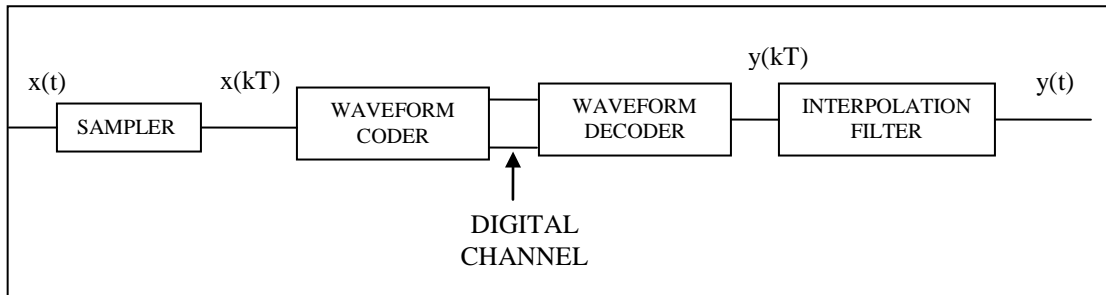 x(t)
x(kT)
y(kT)
y(t)
SAMPLER
WAVEFORM
CODER
WAVEFORM
DECODER
INTERPOLATION
FILTER
DIGITAL
CHANNEL